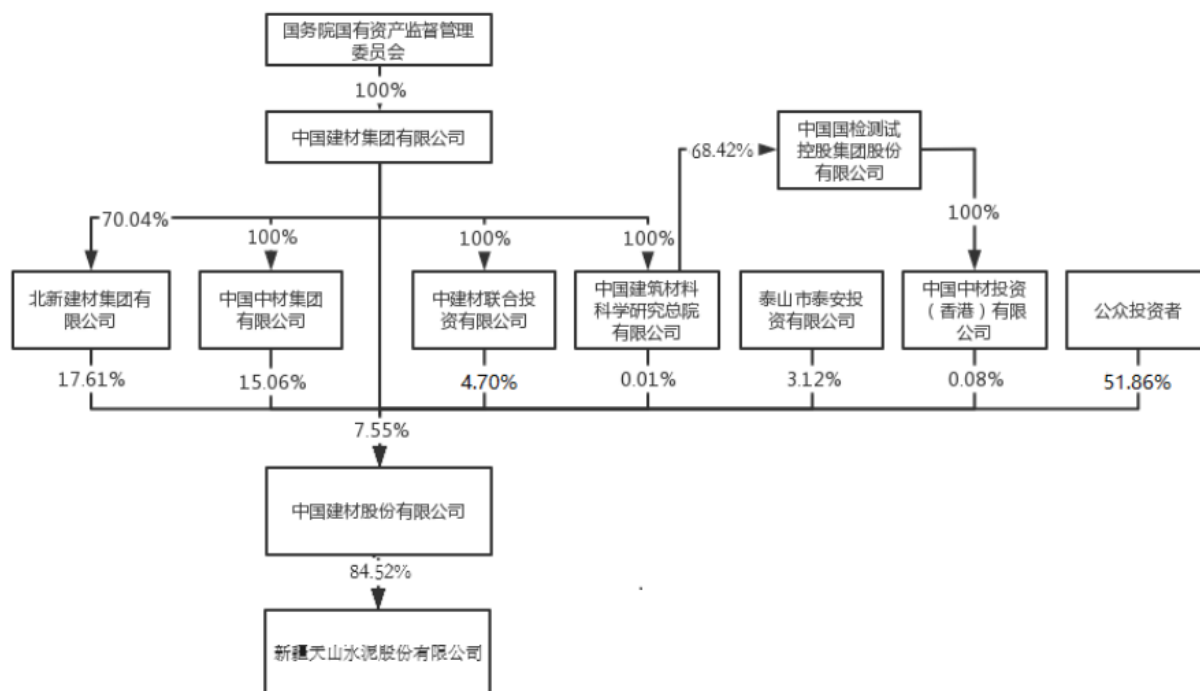 国务院国有资产监督管理
委员会
100%
中国建材集团有限公司
中国国检测试
控股集团股份
有限公司
68.42%
70.04%
100%
100%
100%
100%
北新建材集团有
限公司
中国中材集团
有限公司
中建材联合投
资有限公司
中国建筑材料
科学研究总院
有限公司
泰山市泰安投
资有限公司
中国中材投资
（香港）有限
公司
公众投资者
17.61%
15.06%
4.70%
0.01%
3.12%
0.08%
51.86%
7.55%
中国建材股份有限公司
84.52%
新疆天山水泥股份有限公司